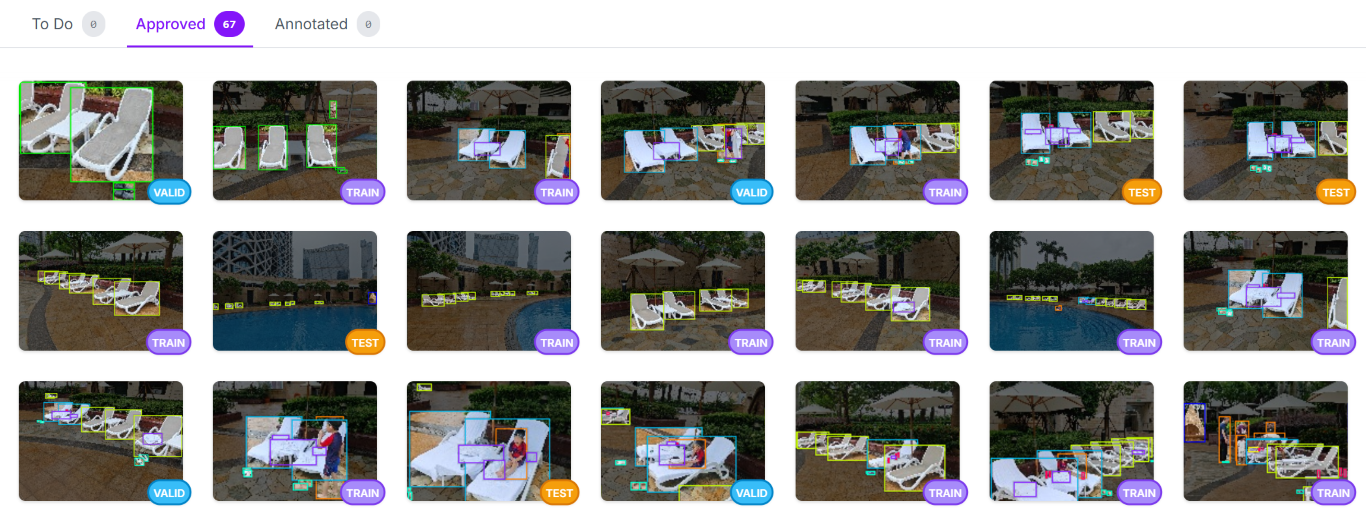 To Do 0 Approved 67 Annotated 0
VALID TRAIN TRAIN VALID TRAIN TEST TEST
TRAIN TEST TRAIN TRAIN TRAIN TRAIN TRAIN
VALID TRAIN TEST VALID TRAIN TRAIN TRAIN